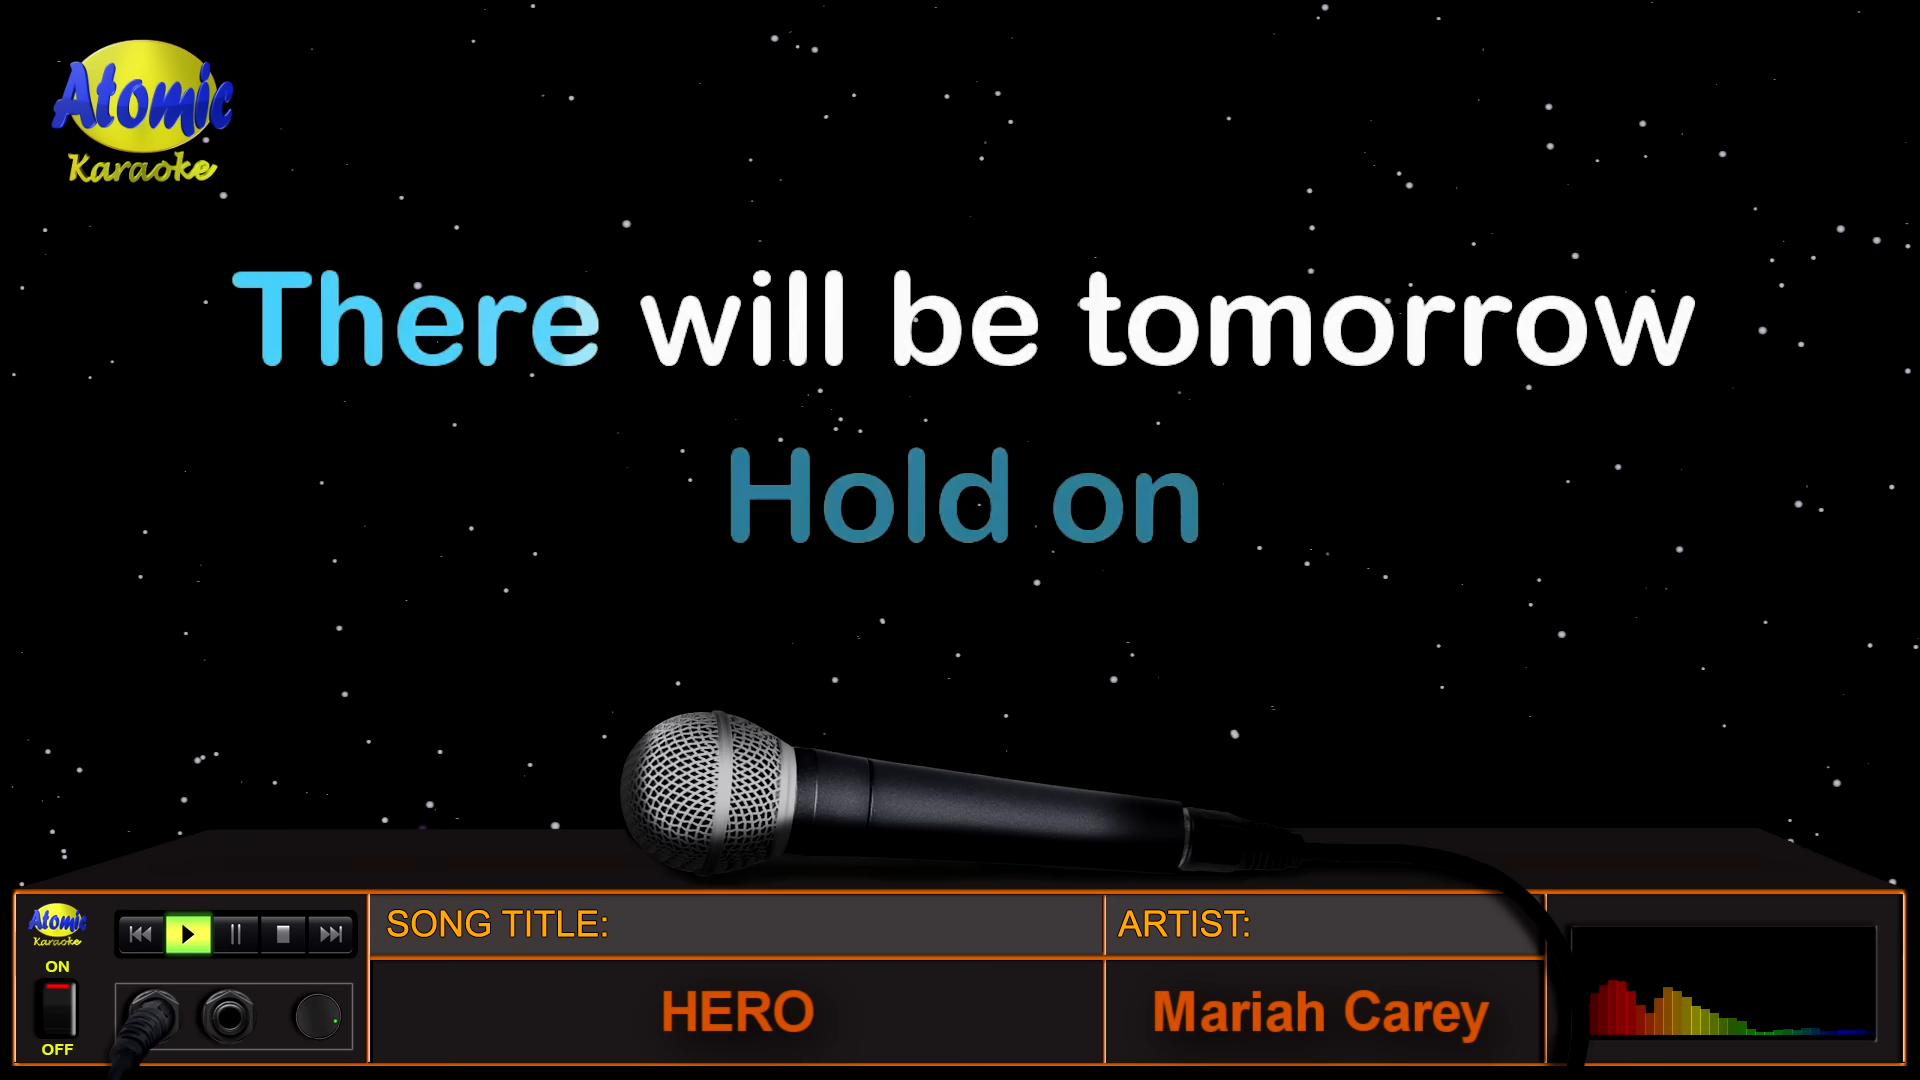 Atomic
Karaoke
There will be tomorrow
Hold on
Atomic
Karaoke
ON
OFF
SONG TITLE:
HERO
ARTIST:
Mariah Carey